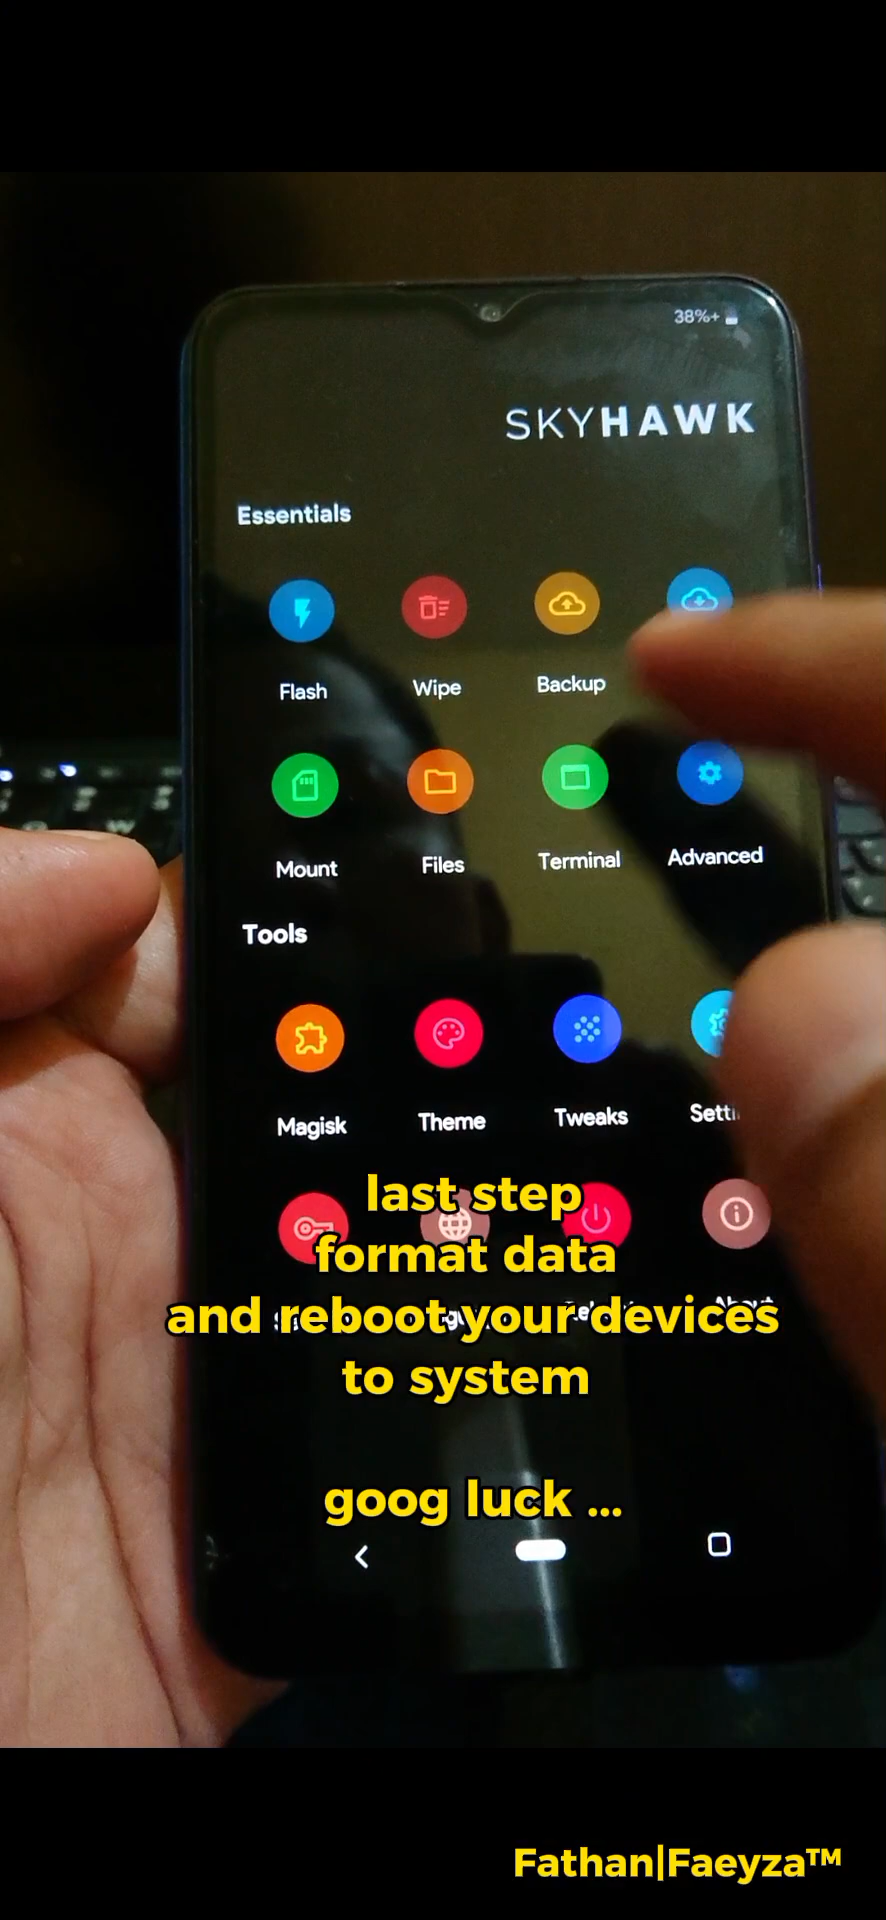 38%+
SKYHAWK
Essentials
Flash Wipe Backup
Mount Files Terminal Advanced
Tools
Magisk Theme Tweaks
last step
format data
and reboot your devices
to system
goog luck ...
Fathan|Faeyza™